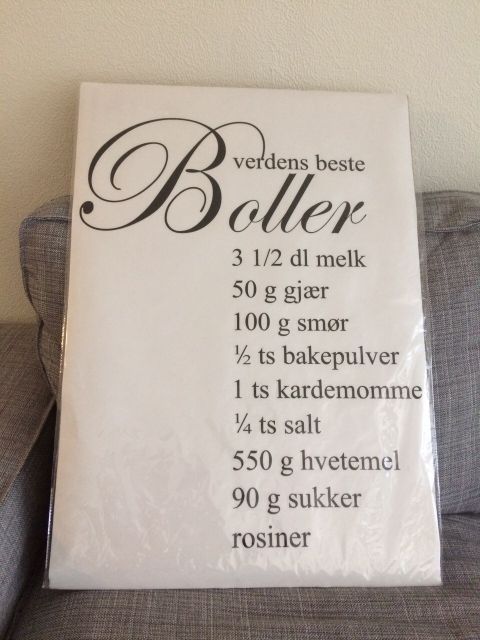 verdens beste
Boller
3 1/2 dl melk
50 g gjær
100 g smør
½ ts bakepulver
1 ts kardemomme
¼ ts salt
550 g hvetemel
90 g sukker
rosiner